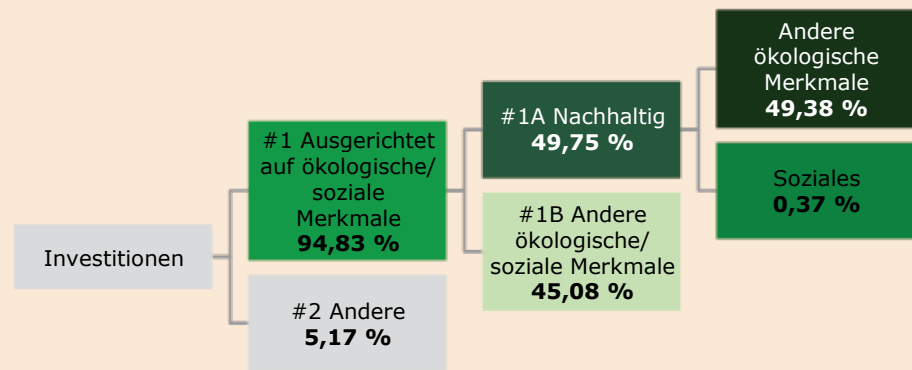 Investitionen
#1 Ausgerichtet
auf ökologische/
soziale
Merkmale
94,83 %
#2 Andere
5,17 %
#1A Nachhaltig
49,75 %
#1B Andere
ökologische/
soziale Merkmale
45,08 %
Andere
ökologische
Merkmale
49,38 %
Soziales
0,37 %